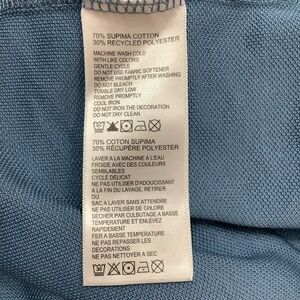 70% SUPIMA COTTON
30% RECYCLED POLYESTER
MACHINE WASH COLD
WITH LIKE COLORS
GENTLE CYCLE
DO NOT USE FABRIC SOFTENER
REMOVE PROMPTLY AFTER WASHING
DO NOT BLEACH
TUMBLE DRY LOW
REMOVE PROMPTLY
COOL IRON
DO NOT IRON THE DECORATION
DO NOT DRY CLEAN
70% COTON SUPIMA
30% RÉCUPÉRE POLYESTER
LAVER A LA MACHINE A L'EAU
FROIDE AVEC DES COULEURS
SEMBLABLES
CYCLE DELICAT
NE PAS UTILISER D'ADOUCISSANT
A LA FIN DU LAVAGE, RETIRER
DU
BAC A LAVER SANS ATTENDRE
NE PAS UTILISER DE CHLORE
SECHER PAR CULBUTAGE A BASSE
TEMPERATURE ET ENLEVEZ
RAPIDEMENT
FER A BASSE TEMPERATURE
NE PAS REPASSER LES
DECORATIONS
NE PAS NETTOYER A SEC